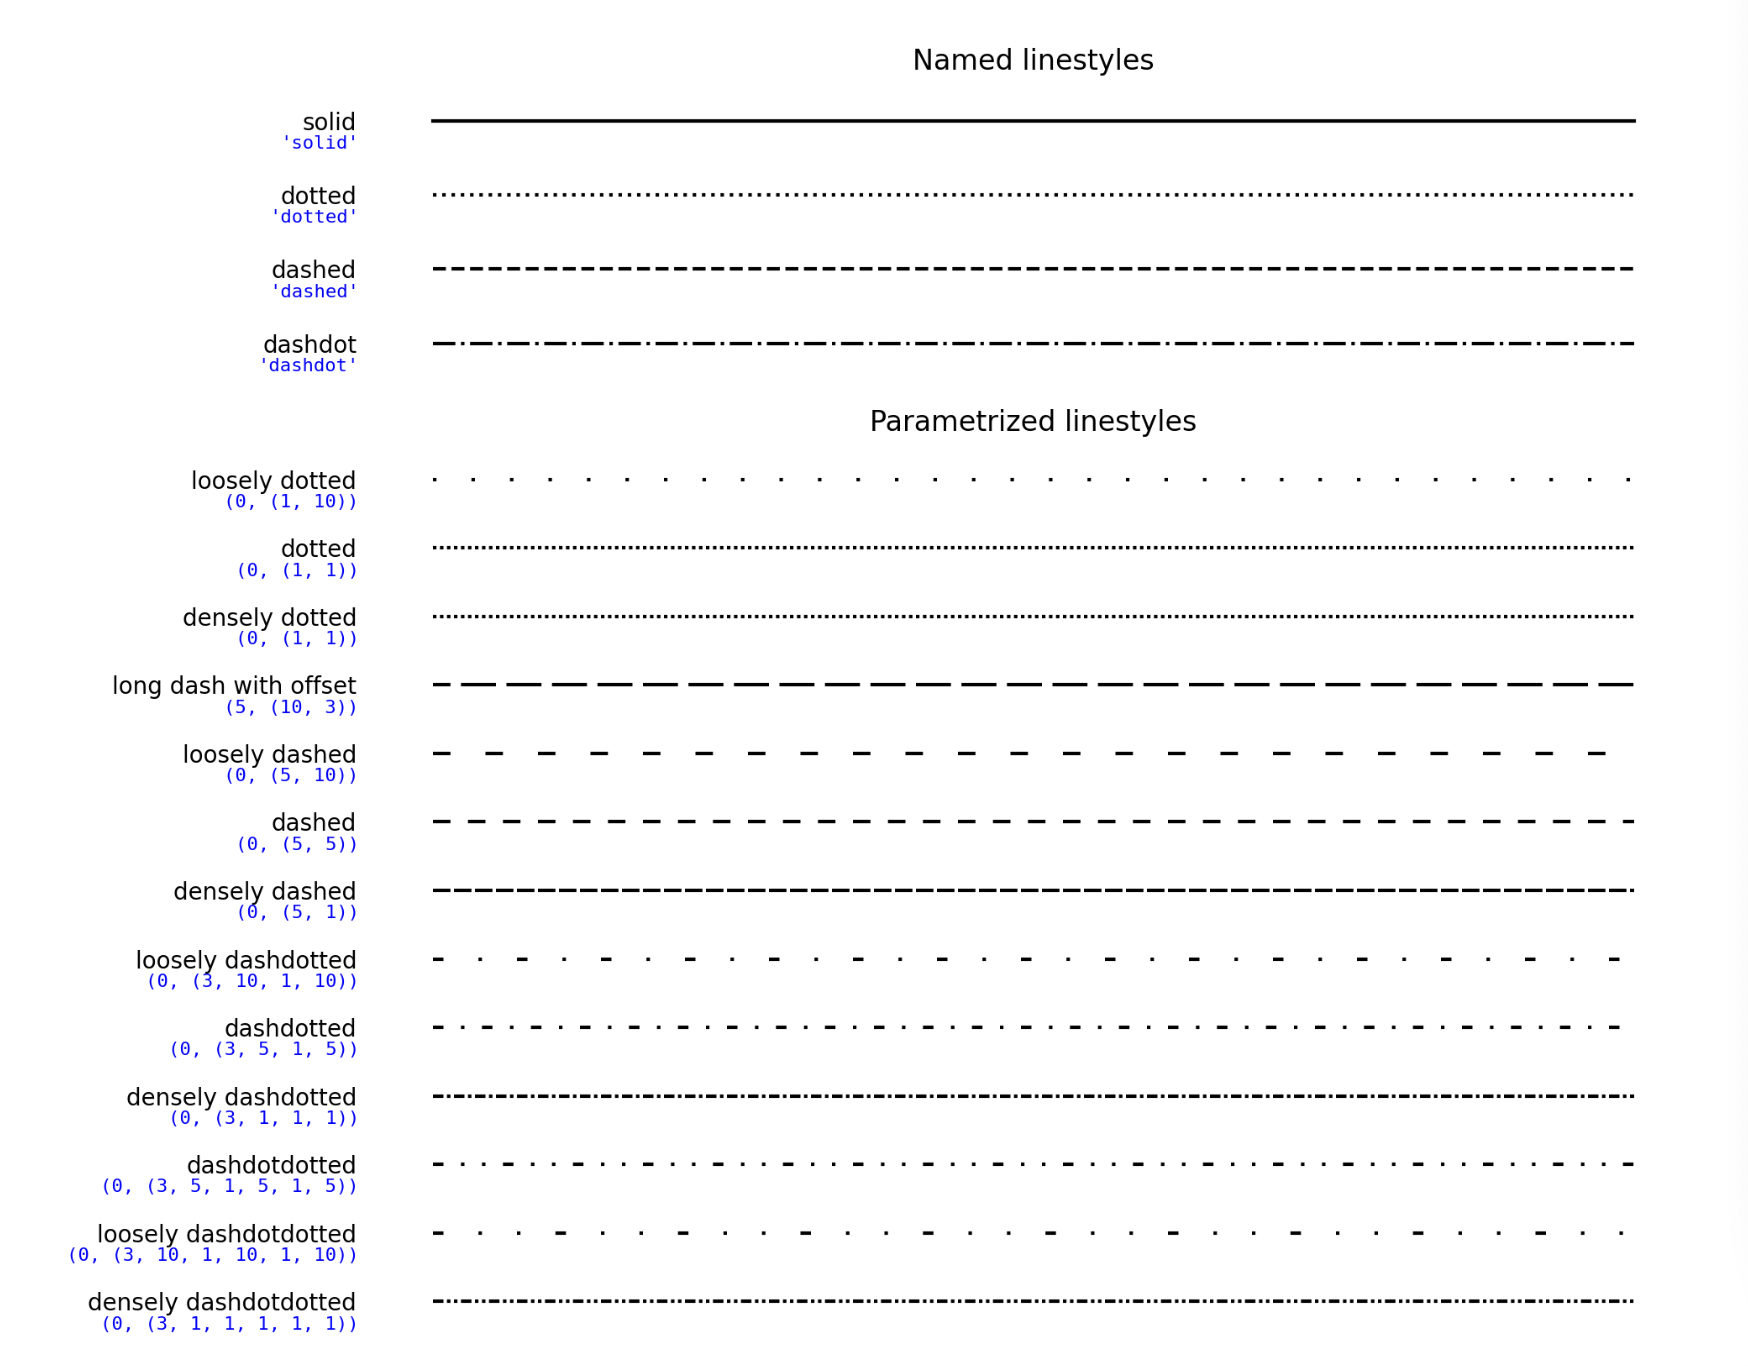 Named linestyles
solid
'solid'
dotted
'dotted'
dashed
'dashed'
dashdot
'dashdot'
Parametrized linestyles
loosely dotted
(0, (1, 10))
dotted
(0, (1, 1))
densely dotted
(0, (1, 1))
long dash with offset
(5, (10, 3))
loosely dashed
(0, (5, 10))
dashed
(0, (5, 5))
densely dashed
(0, (5, 1))
loosely dashdotted
(0, (3, 10, 1, 10))
dashdotted
(0, (3, 5, 1, 5))
densely dashdotted
(0, (3, 1, 1, 1))
dashdotdotted
(0, (3, 5, 1, 5, 1, 5))
loosely dashdotdotted
(0, (3, 10, 1, 10, 1, 10))
densely dashdotdotted
(0, (3, 1, 1, 1, 1, 1))